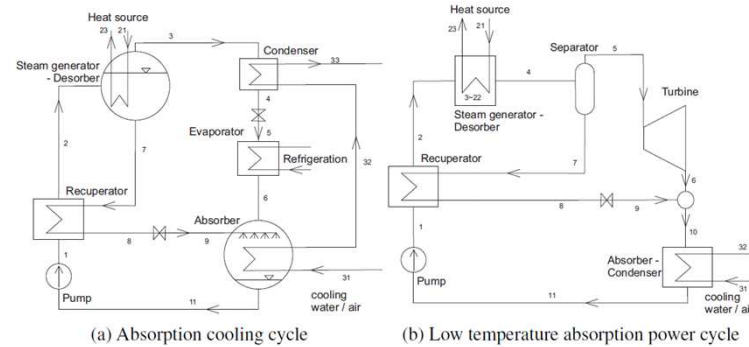 Heat source
23
21
3
Condenser
33
Steam generator
- Desorber
4
Evaporator
5
2
7
Refrigeration
32
6
Recuperator
Absorber
8
9
1
31
Pump
11
cooling
water / air
(a) Absorption cooling cycle
Heat source
23
21
Separator
5
4
Turbine
3~22
Steam generator -
Desorber
2
7
Recuperator
6
8
9
1
10
32
Absorber -
Condenser
31
Pump
11
cooling
water / air
(b) Low temperature absorption power cycle